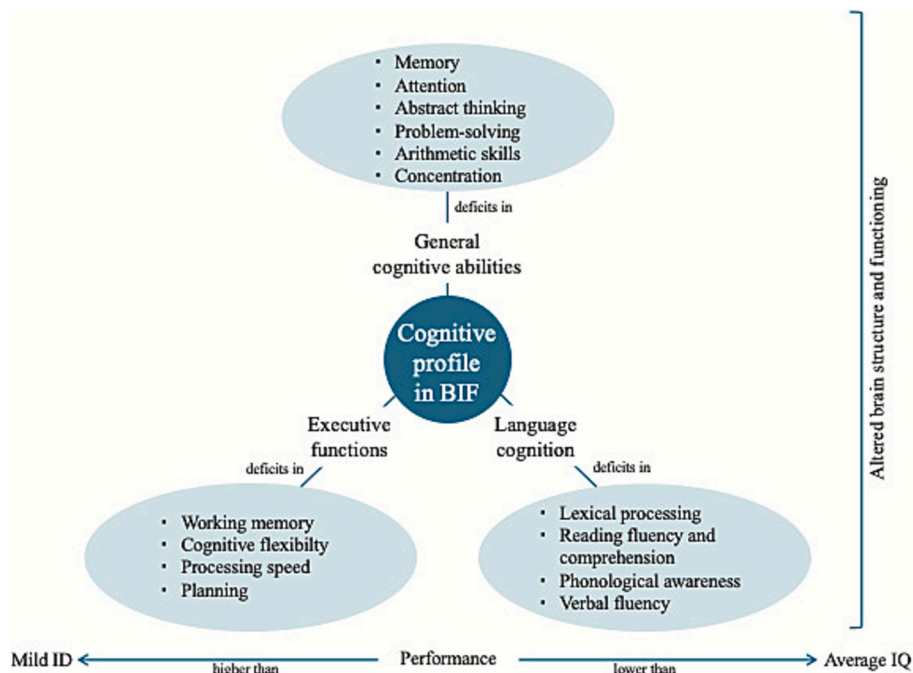 • Memory
• Attention
• Abstract thinking
• Problem-solving
• Arithmetic skills
• Concentration
deficits in
General
cognitive abilities
Cognitive
profile
in BIF
Executive
functions
deficits in
• Working memory
• Cognitive flexibilty
• Processing speed
• Planning
Language
cognition
deficits in
• Lexical processing
• Reading fluency and
comprehension
• Phonological awareness
• Verbal fluency
Altered brain structure and functioning
Mild ID
higher than
Performance
lower than
Average IQ